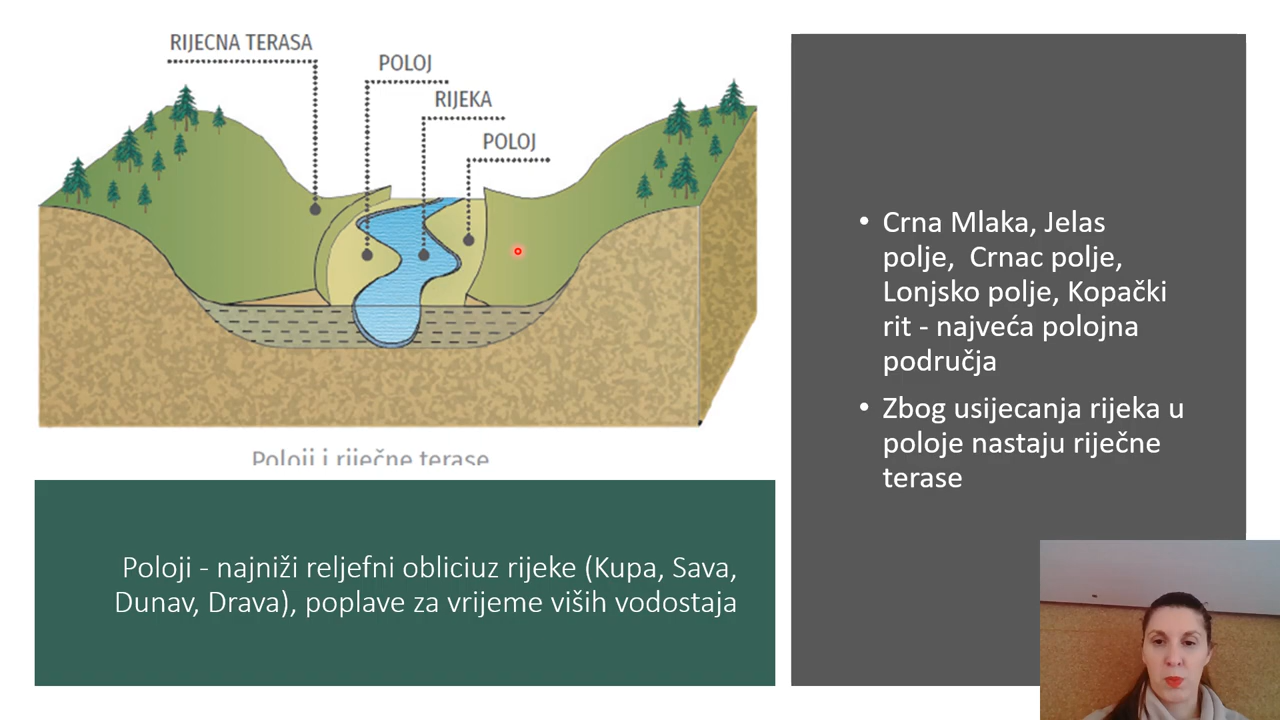 RIJECNA TERASA
POLOJ
RIJEKA
POLOJ
Poloji i riječne terase
Poloji - najniži reljefni obliciuz rijeke (Kupa, Sava,
Dunav, Drava), poplave za vrijeme viših vodostaja
• Crna Mlaka, Jelas
polje, Crnac polje,
Lonjsko polje, Kopački
rit - najveća polojna
područja
• Zbog usijecanja rijeka u
poloje nastaju riječne
terase